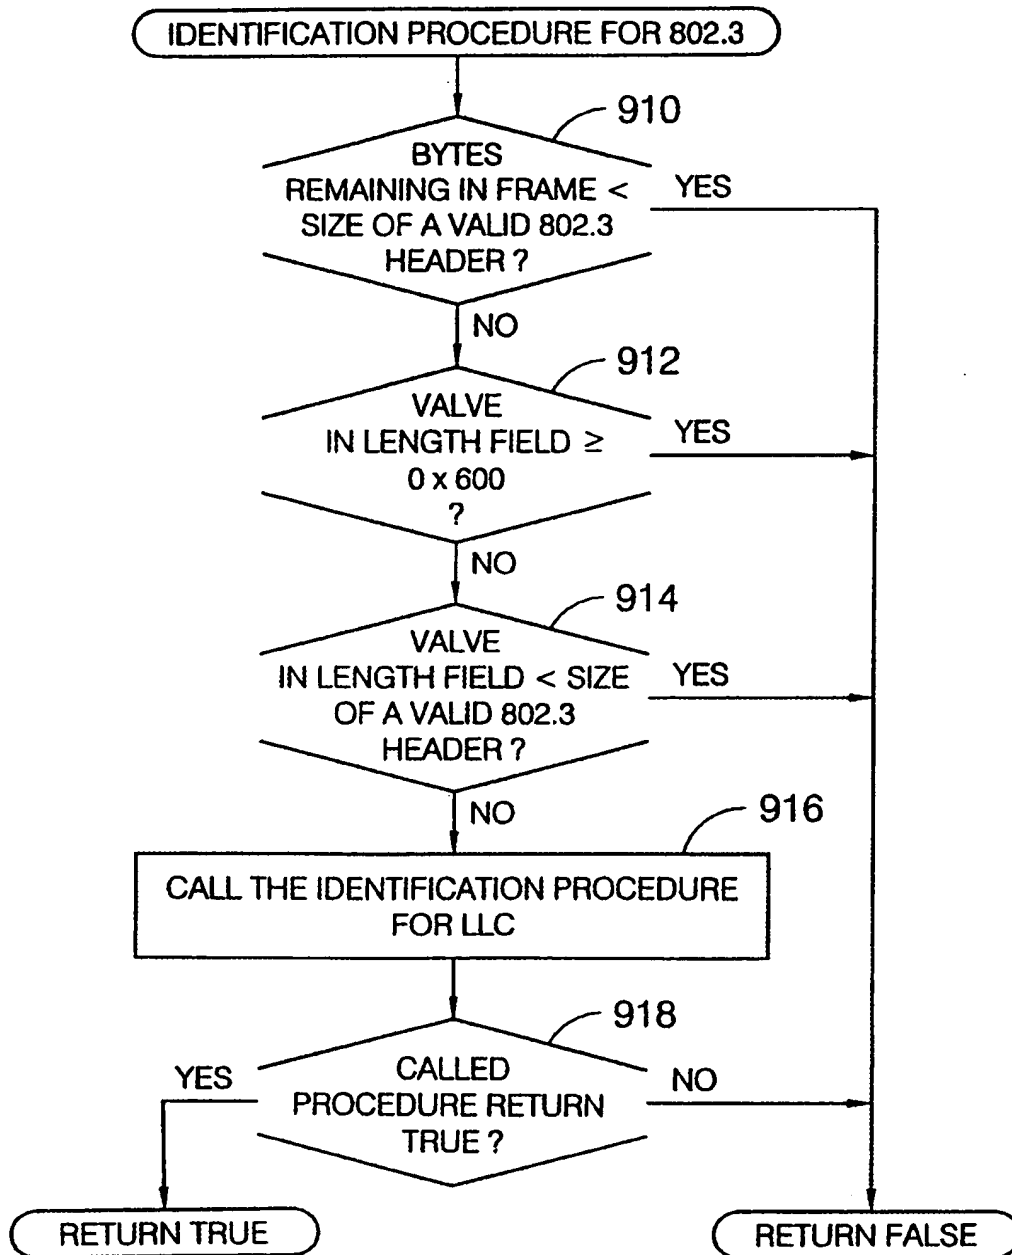 IDENTIFICATION PROCEDURE FOR 802.3
910
BYTES
REMAINING IN FRAME <
SIZE OF A VALID 802.3
HEADER ?
YES
NO
912
VALVE
IN LENGTH FIELD ≥
0 x 600
?
YES
NO
914
VALVE
IN LENGTH FIELD < SIZE
OF A VALID 802.3
HEADER ?
YES
NO
916
CALL THE IDENTIFICATION PROCEDURE
FOR LLC
918
YES
CALLED
PROCEDURE RETURN
TRUE ?
NO
RETURN TRUE
RETURN FALSE